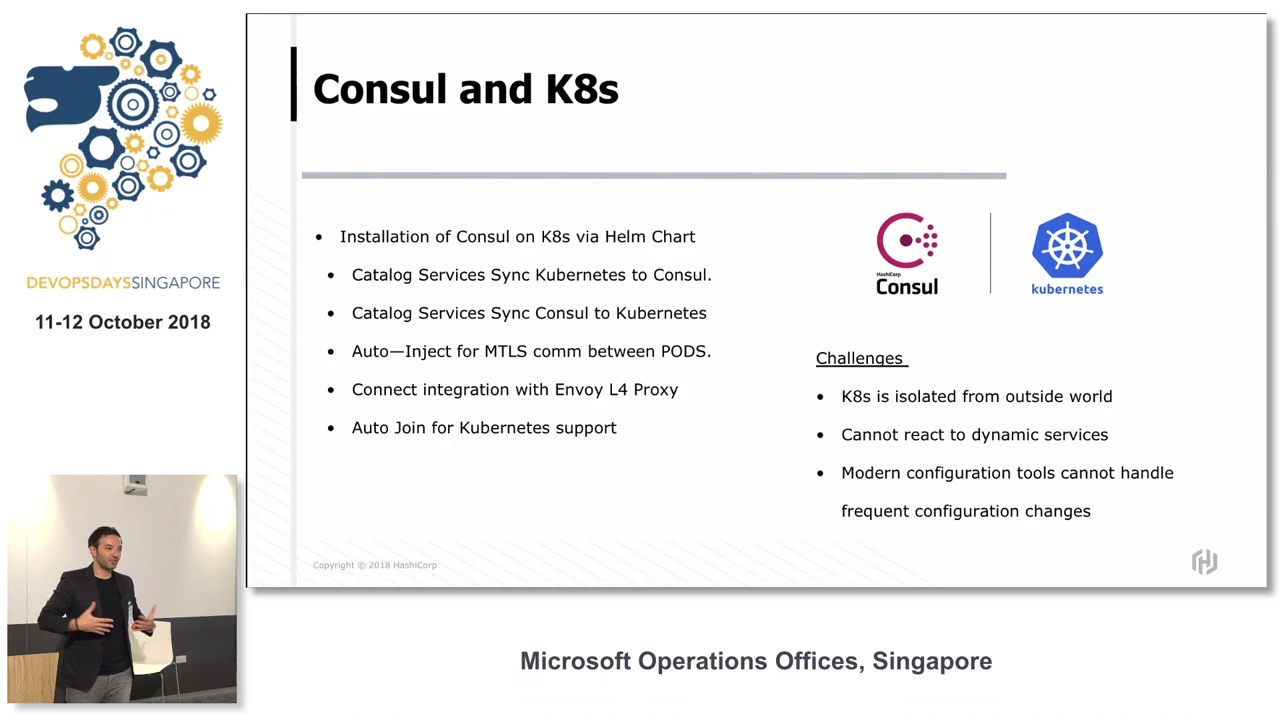 DEVOPSDAYSSINGAPORE
11-12 October 2018
Consul and K8s
• Installation of Consul on K8s via Helm Chart
• Catalog Services Sync Kubernetes to Consul.
• Catalog Services Sync Consul to Kubernetes
• Auto—Inject for MTLS comm between PODS.
• Connect integration with Envoy L4 Proxy
• Auto Join for Kubernetes support
HashiCorp
Consul
kubernetes
Challenges
• K8s is isolated from outside world
• Cannot react to dynamic services
• Modern configuration tools cannot handle
frequent configuration changes
Copyright © 2018 HashiCorp
Microsoft Operations Offices, Singapore